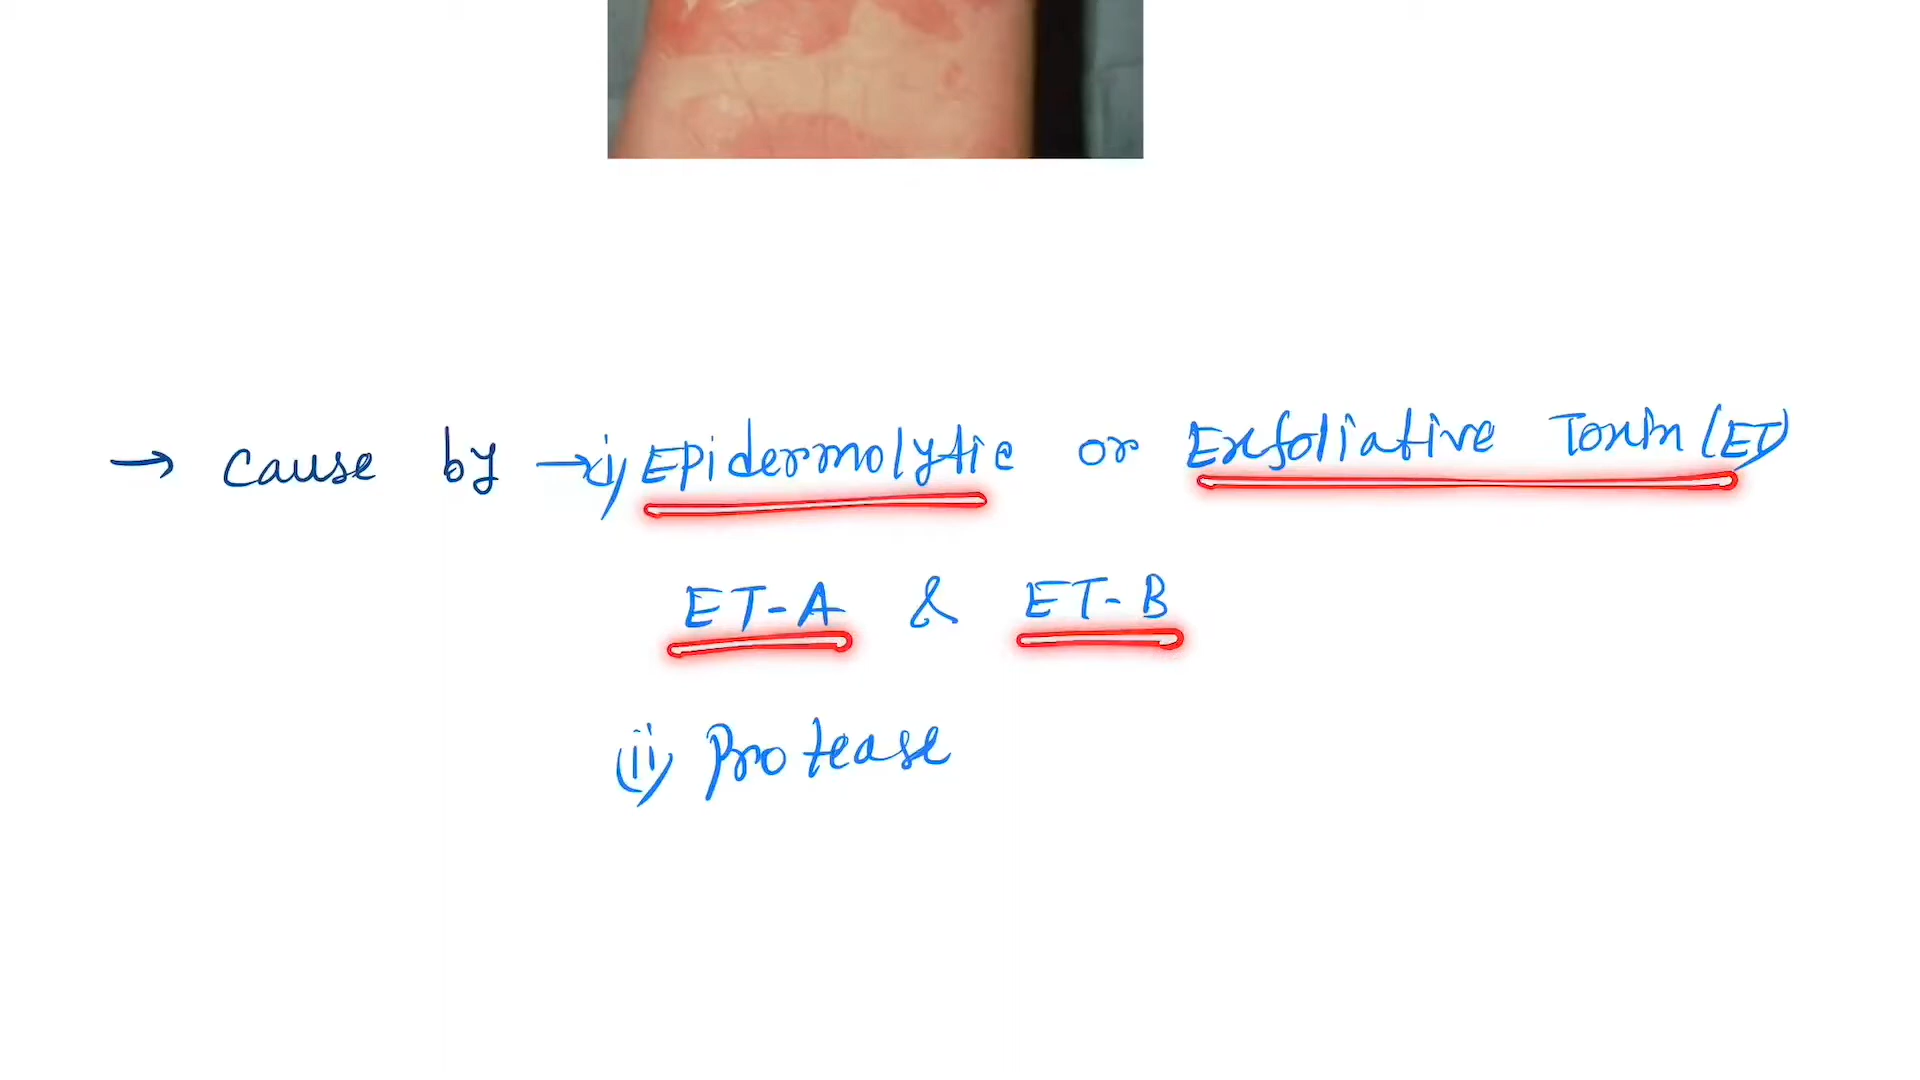 → cause by → (i) Epidermolytic or Exfoliative Toxin (ET)
ET-A & ET-B
(ii) Protease